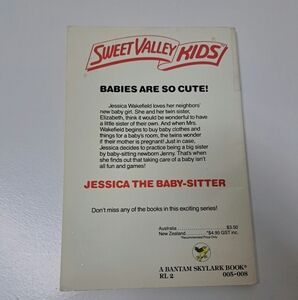 SWEET VALLEY KIDS
BABIES ARE SO CUTE!
Jessica Wakefield loves her neighbors'
new baby girl. She and her twin sister,
Elizabeth, think it would be wonderful to have
a little sister of their own. And when Mrs.
Wakefield begins to buy baby clothes and
things for a baby's room, the twins wonder
if their mother is pregnant! Just in case,
Jessica decides to practice being a big sister
by baby-sitting newborn Jenny. That's when
she finds out that taking care of a baby isn't
all fun and games!
JESSICA THE BABY-SITTER
Don't miss any of the books in this exciting series!
Australia .................. $3.50
New Zealand ........... *$4.95 GST inc.
*Recommended Price Only
A BANTAM SKYLARK BOOK®
RL 2 005-008